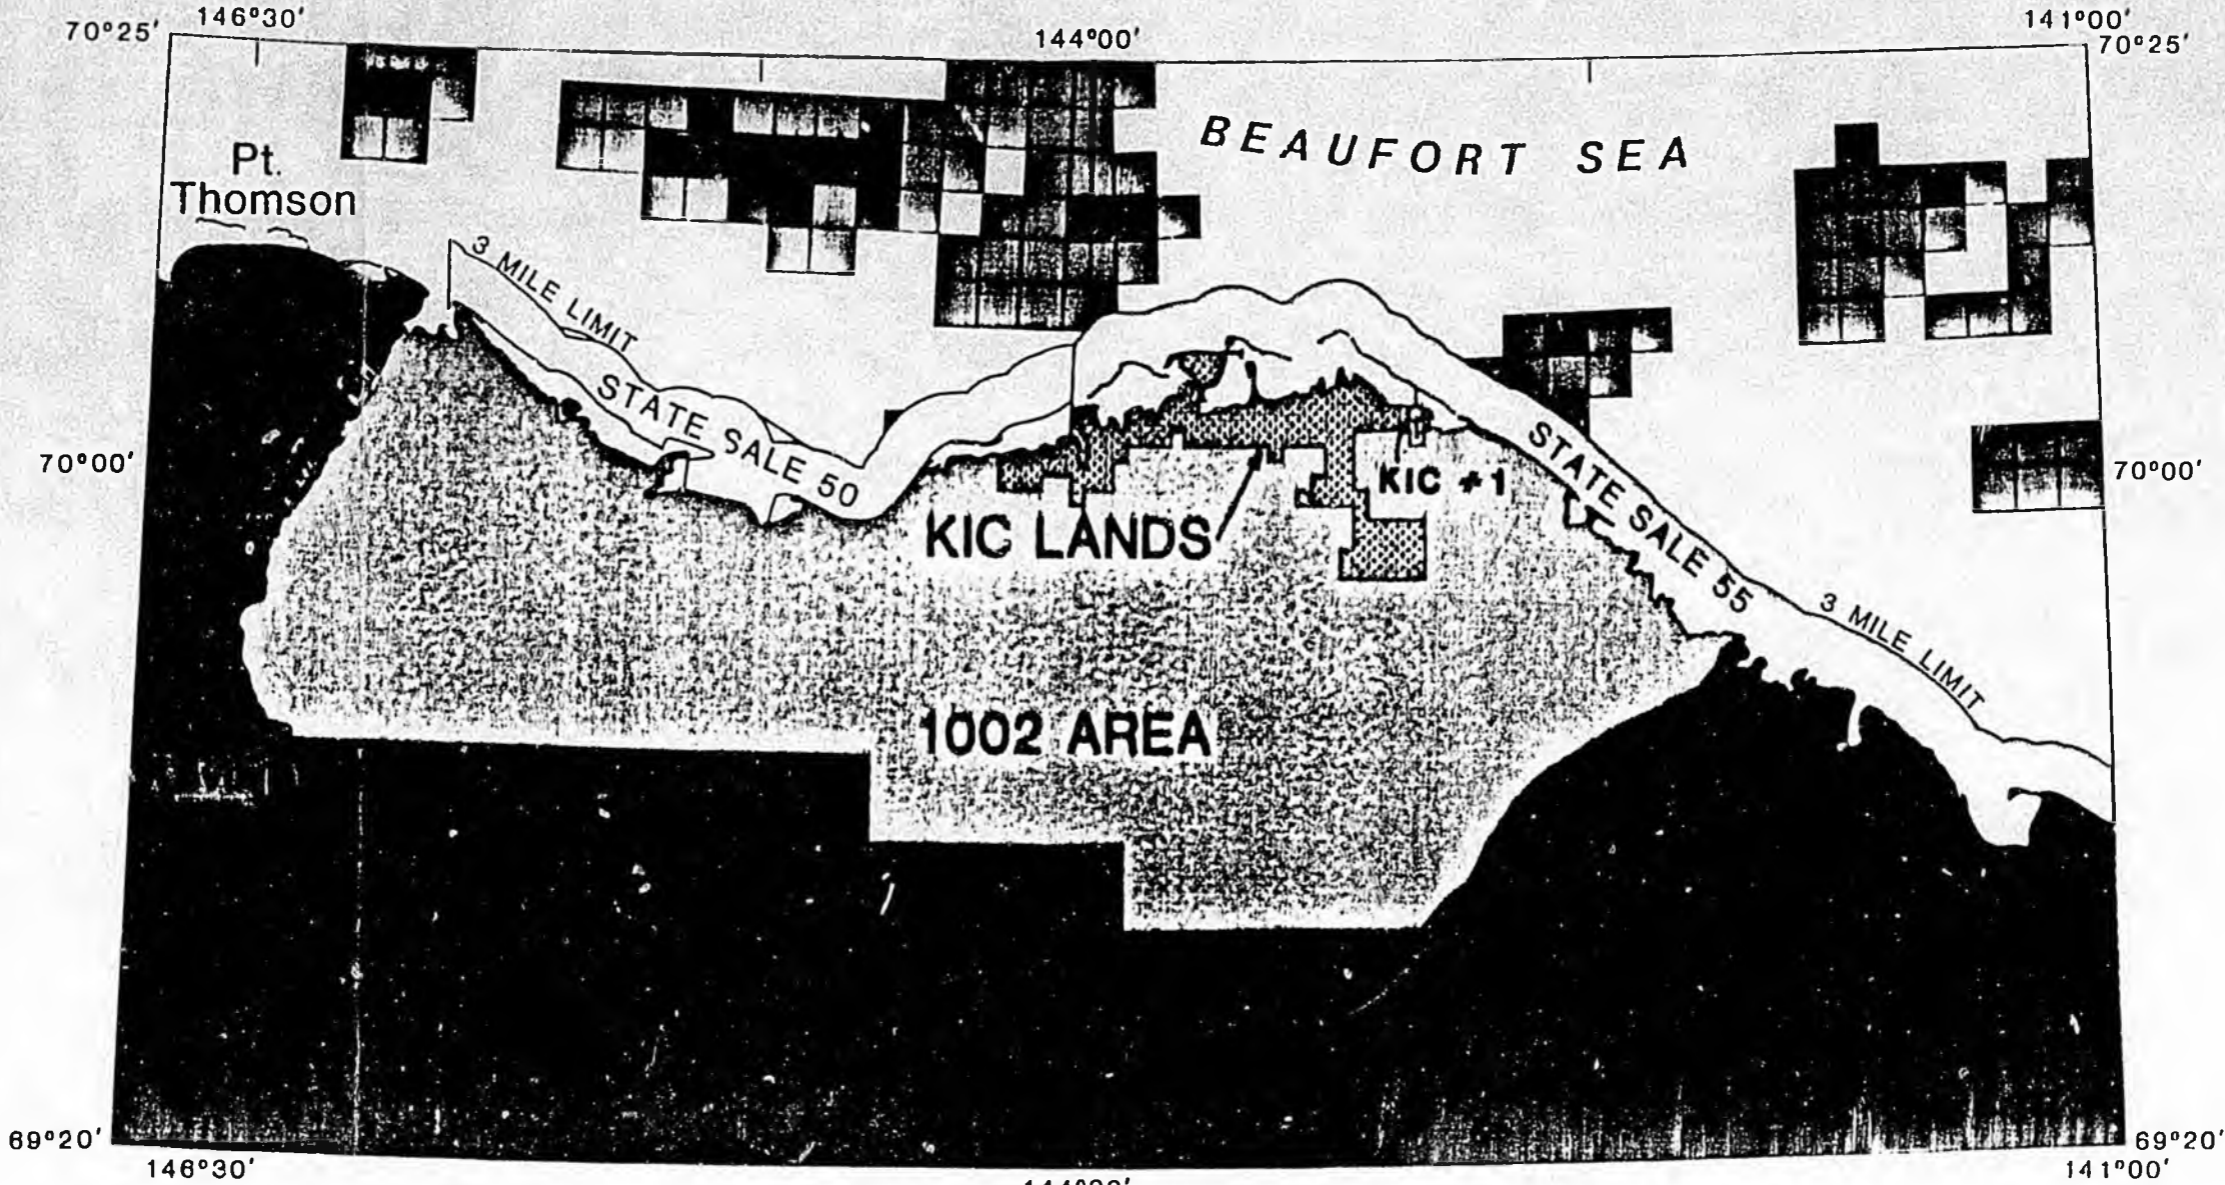 146°30'
144°00'
141°00'
70°25'
70°25'
BEAUFORT SEA
Pt.
Thomson
3 MILE LIMIT
STATE SALE 50
70°00'
70°00'
KIC #1
KIC LANDS
STATE SALE 55
3 MILE LIMIT
1002 AREA
69°20'
69°20'
146°30'
141°00'